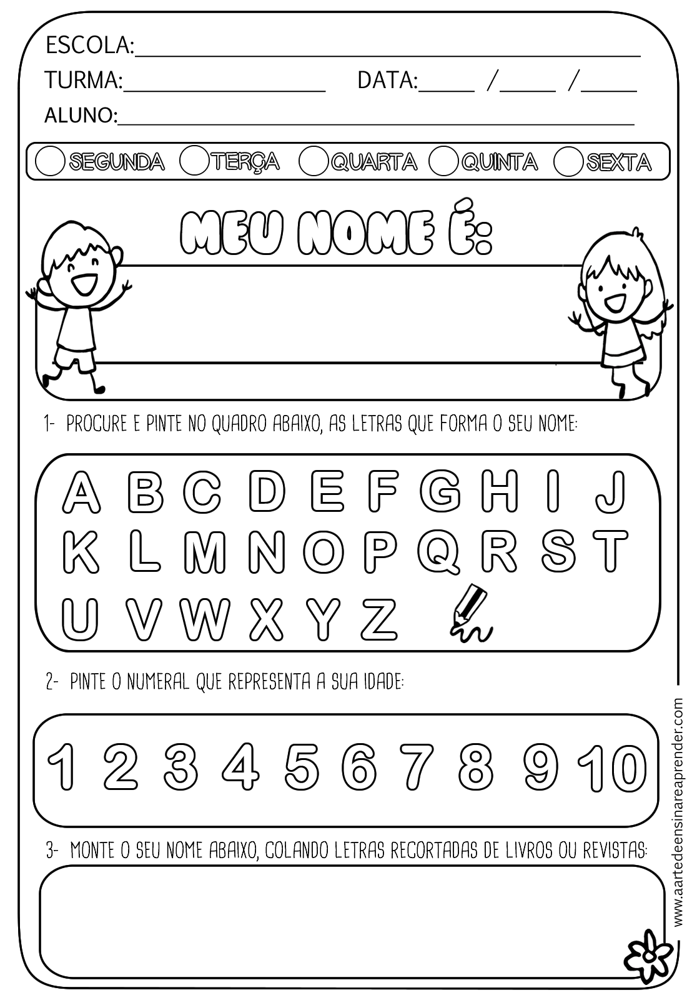 ESCOLA:
TURMA: DATA: / /
ALUNO:
SEGUNDA TERÇA QUARTA QUINTA SEXTA
MEU NOME É:
1- PROCURE E PINTE NO QUADRO ABAIXO, AS LETRAS QUE FORMA O SEU NOME:
A B C D E F G H I J
K L M N O P Q R S T
U V W X Y Z
2- PINTE O NUMERAL QUE REPRESENTA A SUA IDADE:
1 2 3 4 5 6 7 8 9 10
3- MONTE O SEU NOME ABAIXO, COLANDO LETRAS RECORTADAS DE LIVROS OU REVISTAS:
www.aartedeensinareaprender.com